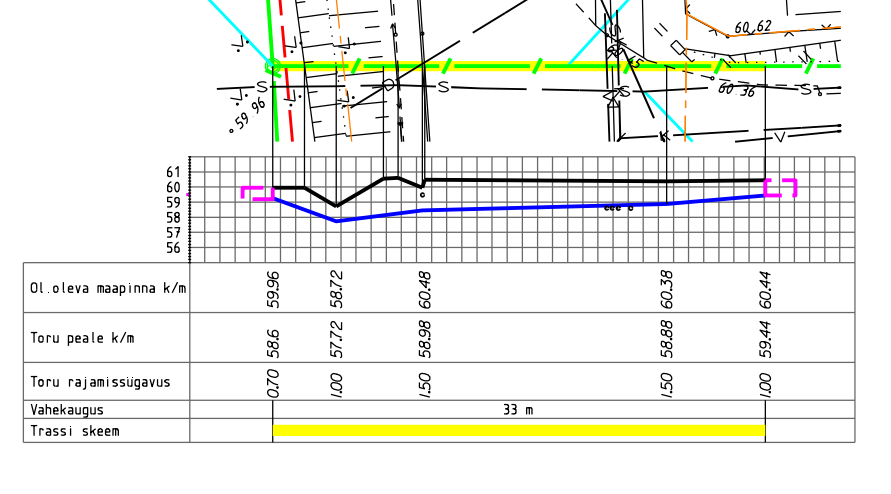 60 62
S
S
S
60 36
S
59 96
K
V
61
60
59
58
57
56
Ol.oleva maapinna k/m 59.96 58.72 60.48 60.38 60.44
Toru peale k/m 58.6 57.72 58.98 58.88 59.44
Toru rajamissügavus 0.70 1.00 1.50 1.50 1.00
Vahekaugus 33 m
Trassi skeem